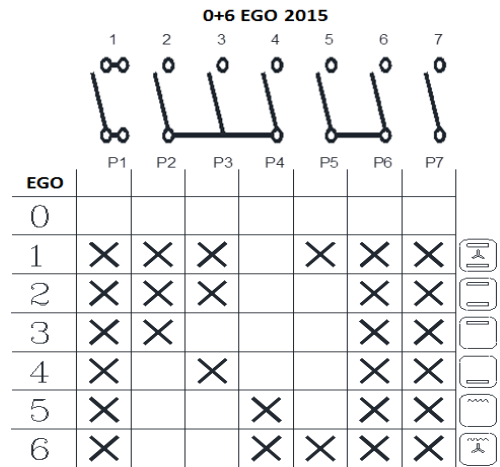 0+6 EGO 2015
1 2 3 4 5 6 7
P1 P2 P3 P4 P5 P6 P7
EGO
0
1 X X X X X X
2 X X X X X
3 X X X X
4 X X X X
5 X X X X
6 X X X X X